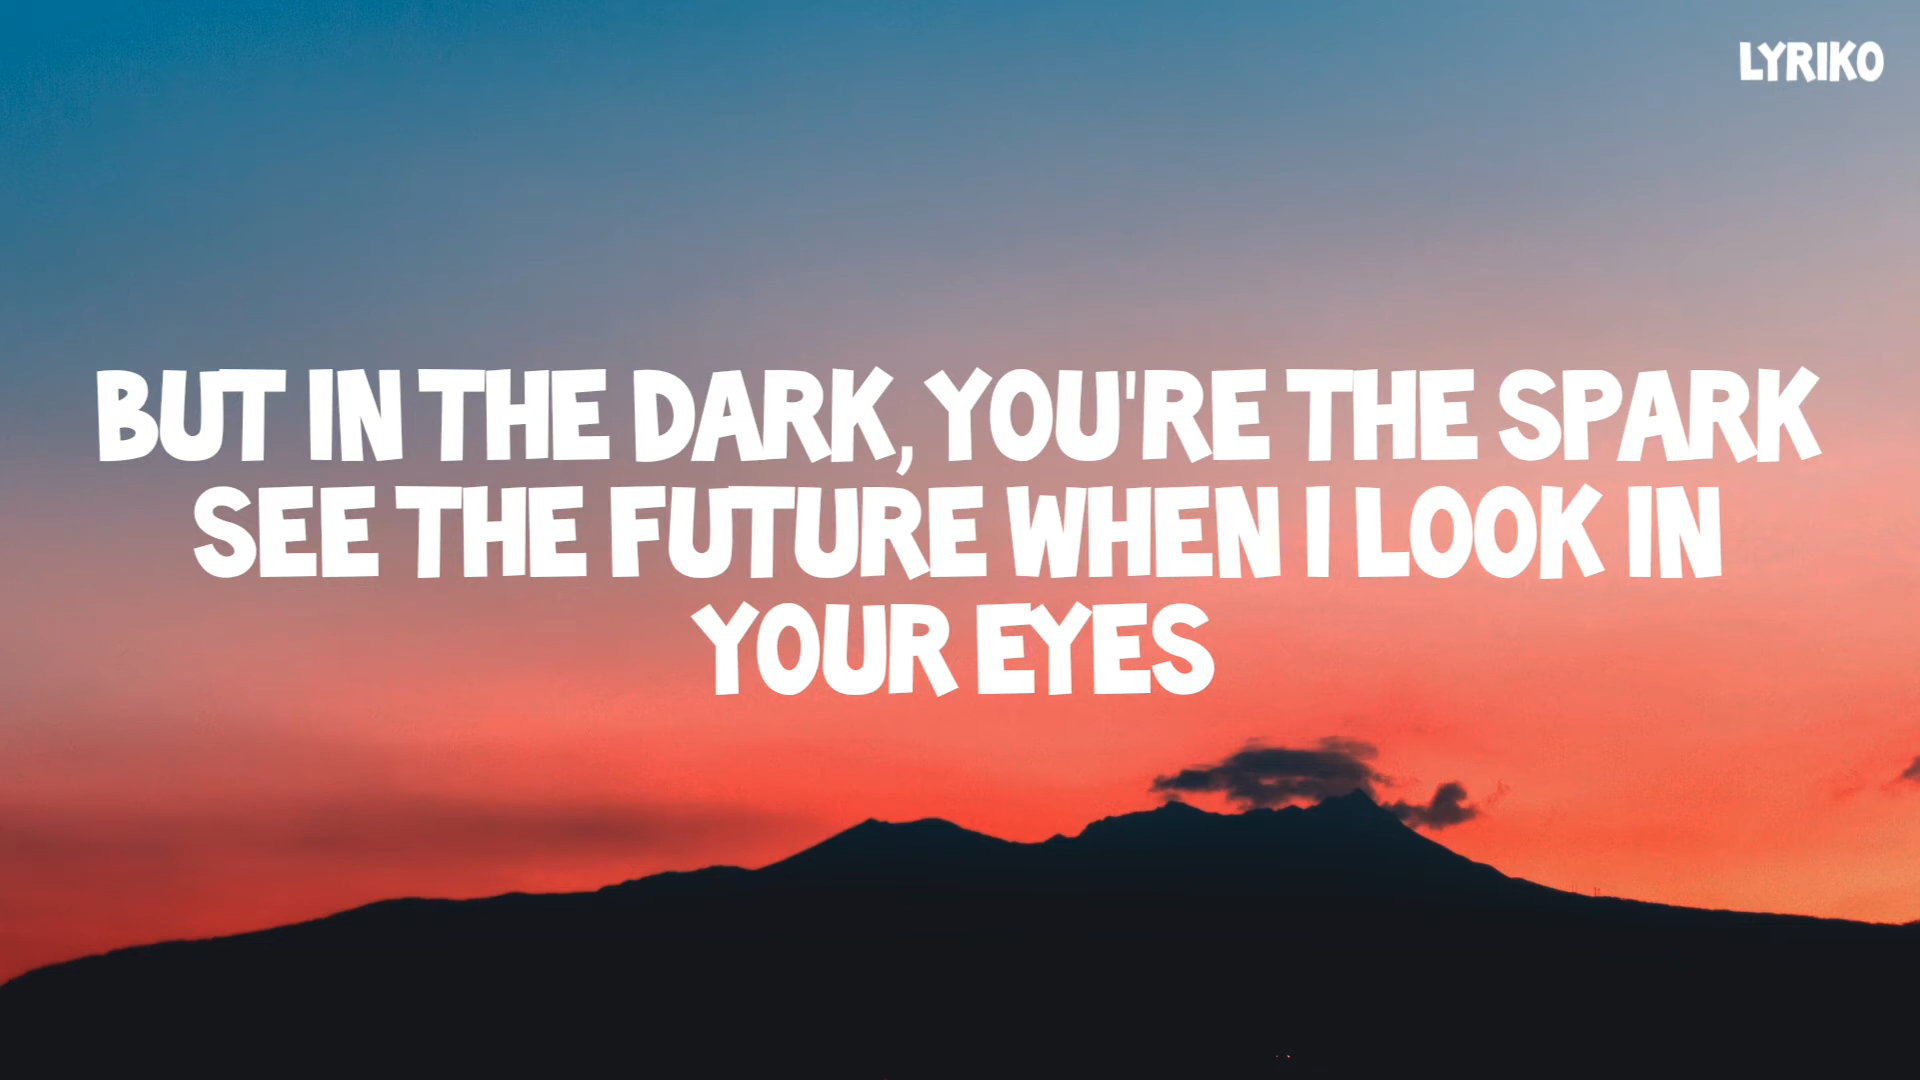 LYRIKO
BUT IN THE DARK, YOU'RE THE SPARK
SEE THE FUTURE WHEN I LOOK IN
YOUR EYES